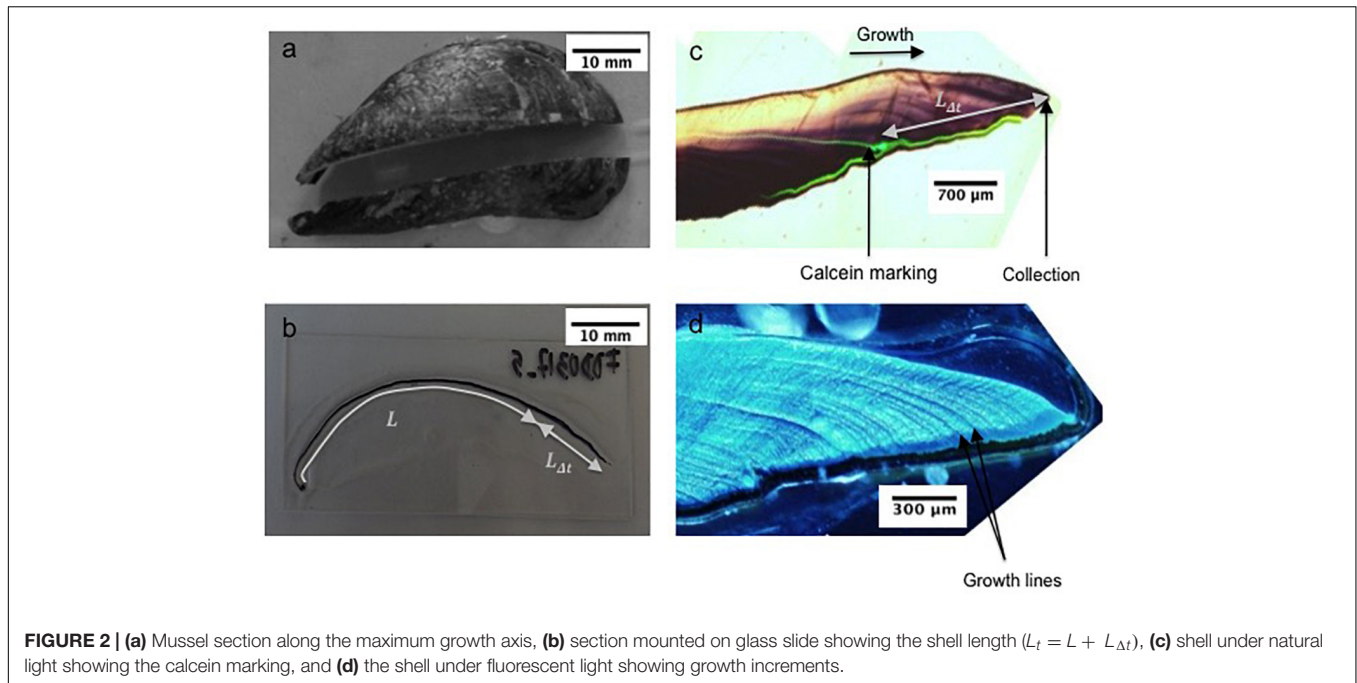 a
10 mm
c
Growth
L_Δt
700 µm
Calcein marking
Collection
b
10 mm
L
L_Δt
d
300 µm
Growth lines
FIGURE 2 | (a) Mussel section along the maximum growth axis, (b) section mounted on glass slide showing the shell length (L_t = L + L_Δt), (c) shell under natural
light showing the calcein marking, and (d) the shell under fluorescent light showing growth increments.